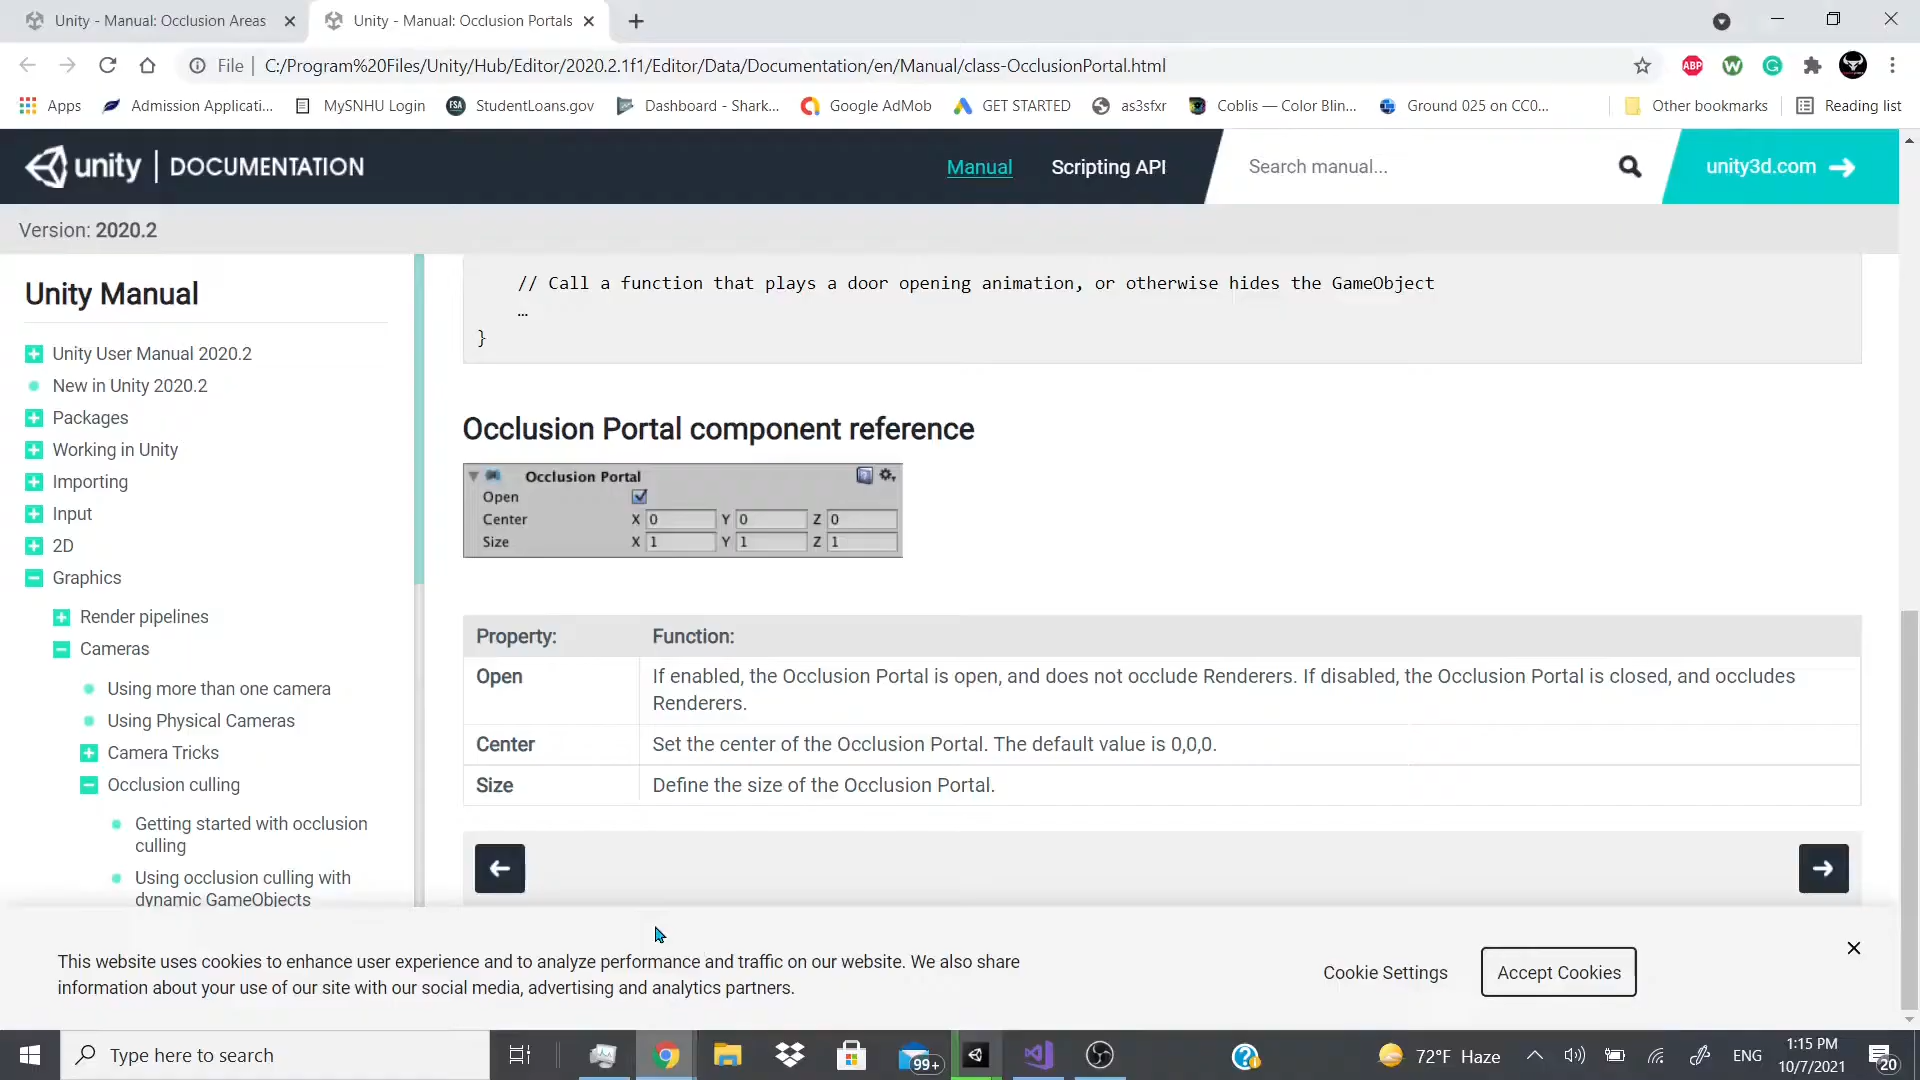 Unity - Manual: Occlusion Areas
Unity - Manual: Occlusion Portals
File | C:/Program%20Files/Unity/Hub/Editor/2020.2.1f1/Editor/Data/Documentation/en/Manual/class-OcclusionPortal.html
ABP
W
G
Apps
Admission Applicati...
MySNHU Login
FSA
StudentLoans.gov
Dashboard - Shark...
Google AdMob
GET STARTED
as3sfxr
Coblis — Color Blin...
Ground 025 on CC0...
Other bookmarks
Reading list
unity | DOCUMENTATION
Manual
Scripting API
Search manual...
unity3d.com
Version: 2020.2
Unity Manual
Unity User Manual 2020.2
New in Unity 2020.2
Packages
Working in Unity
Importing
Input
2D
Graphics
Render pipelines
Cameras
Using more than one camera
Using Physical Cameras
Camera Tricks
Occlusion culling
Getting started with occlusion
culling
Using occlusion culling with
dynamic GameObjects
// Call a function that plays a door opening animation, or otherwise hides the GameObject
…
}
Occlusion Portal component reference
Occlusion Portal
Open
Center X 0 Y 0 Z 0
Size X 1 Y 1 Z 1
Property: Function:
Open If enabled, the Occlusion Portal is open, and does not occlude Renderers. If disabled, the Occlusion Portal is closed, and occludes
Renderers.
Center Set the center of the Occlusion Portal. The default value is 0,0,0.
Size Define the size of the Occlusion Portal.
This website uses cookies to enhance user experience and to analyze performance and traffic on our website. We also share
information about your use of our site with our social media, advertising and analytics partners.
Cookie Settings
Accept Cookies
Type here to search
99+
72°F Haze
ENG
1:15 PM
10/7/2021
20